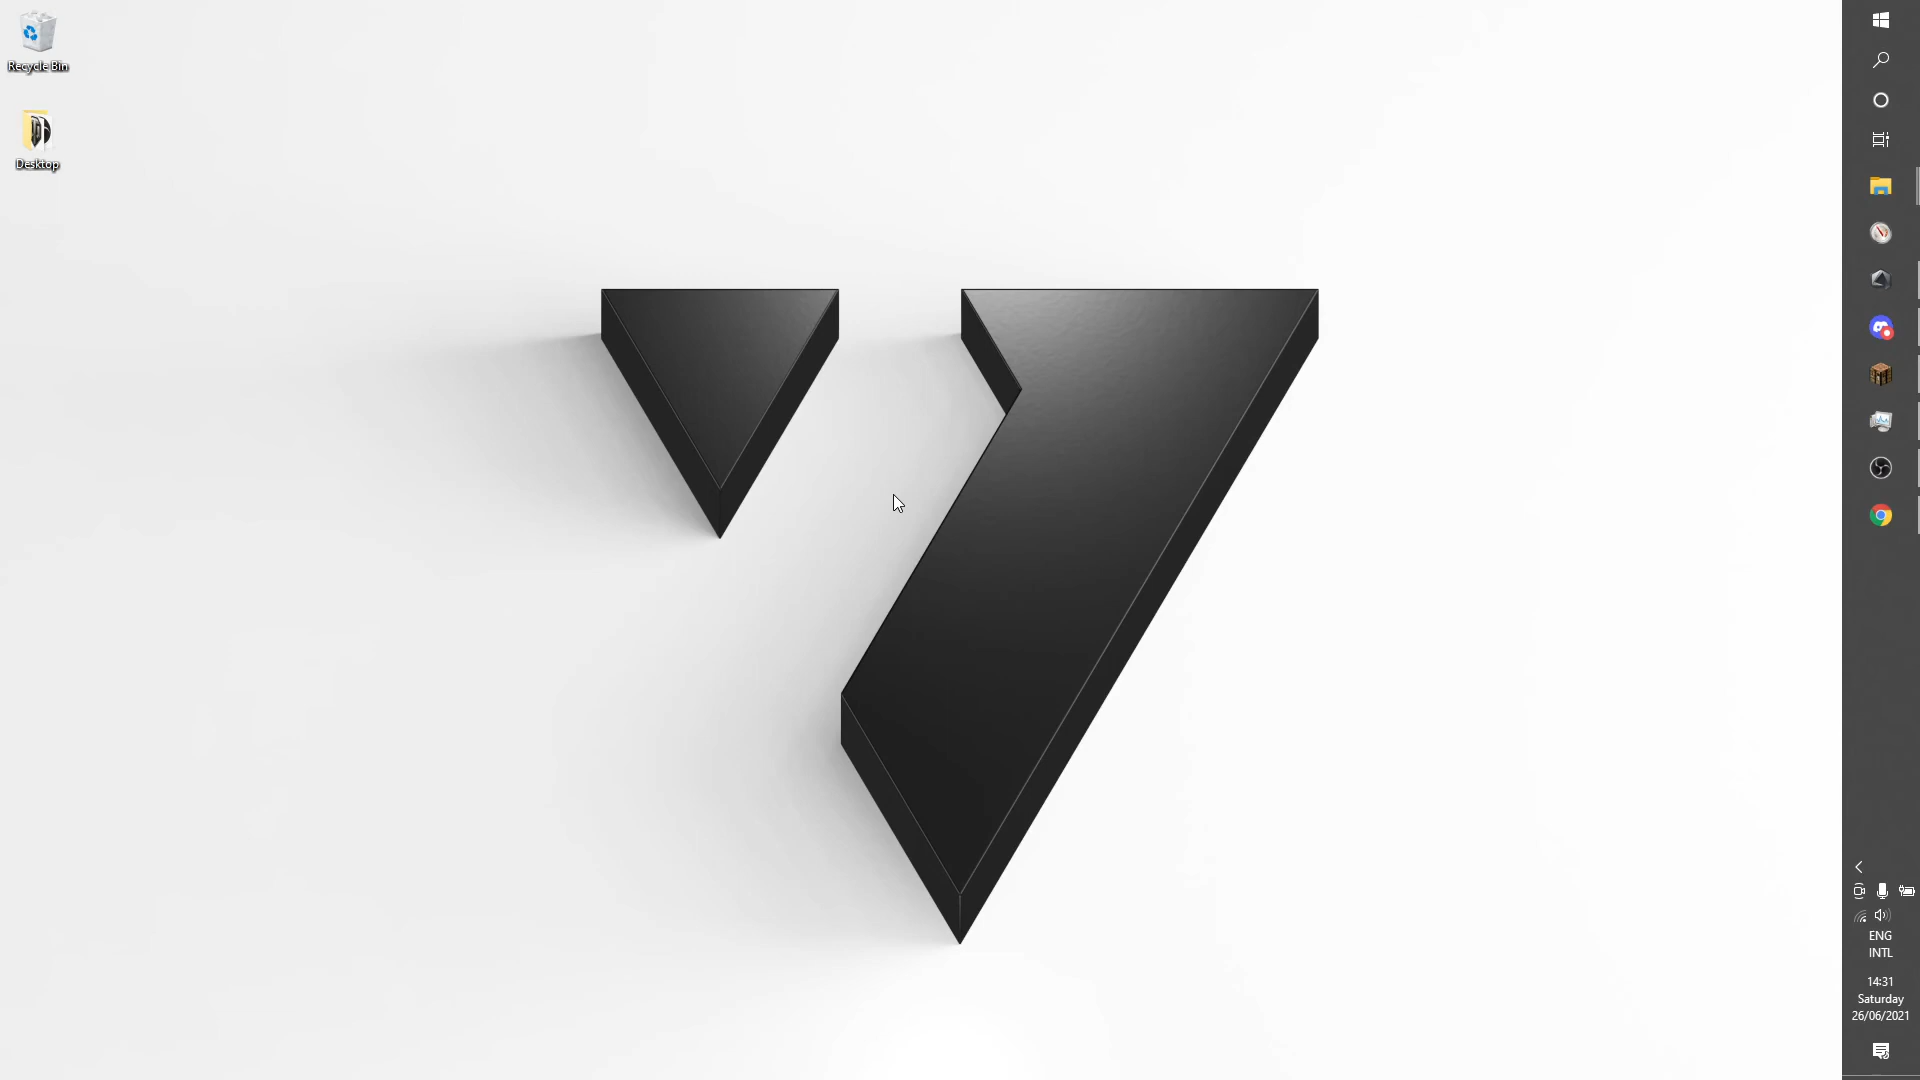 Recycle Bin
Desktop
ENG
INTL
14:31
Saturday
26/06/2021